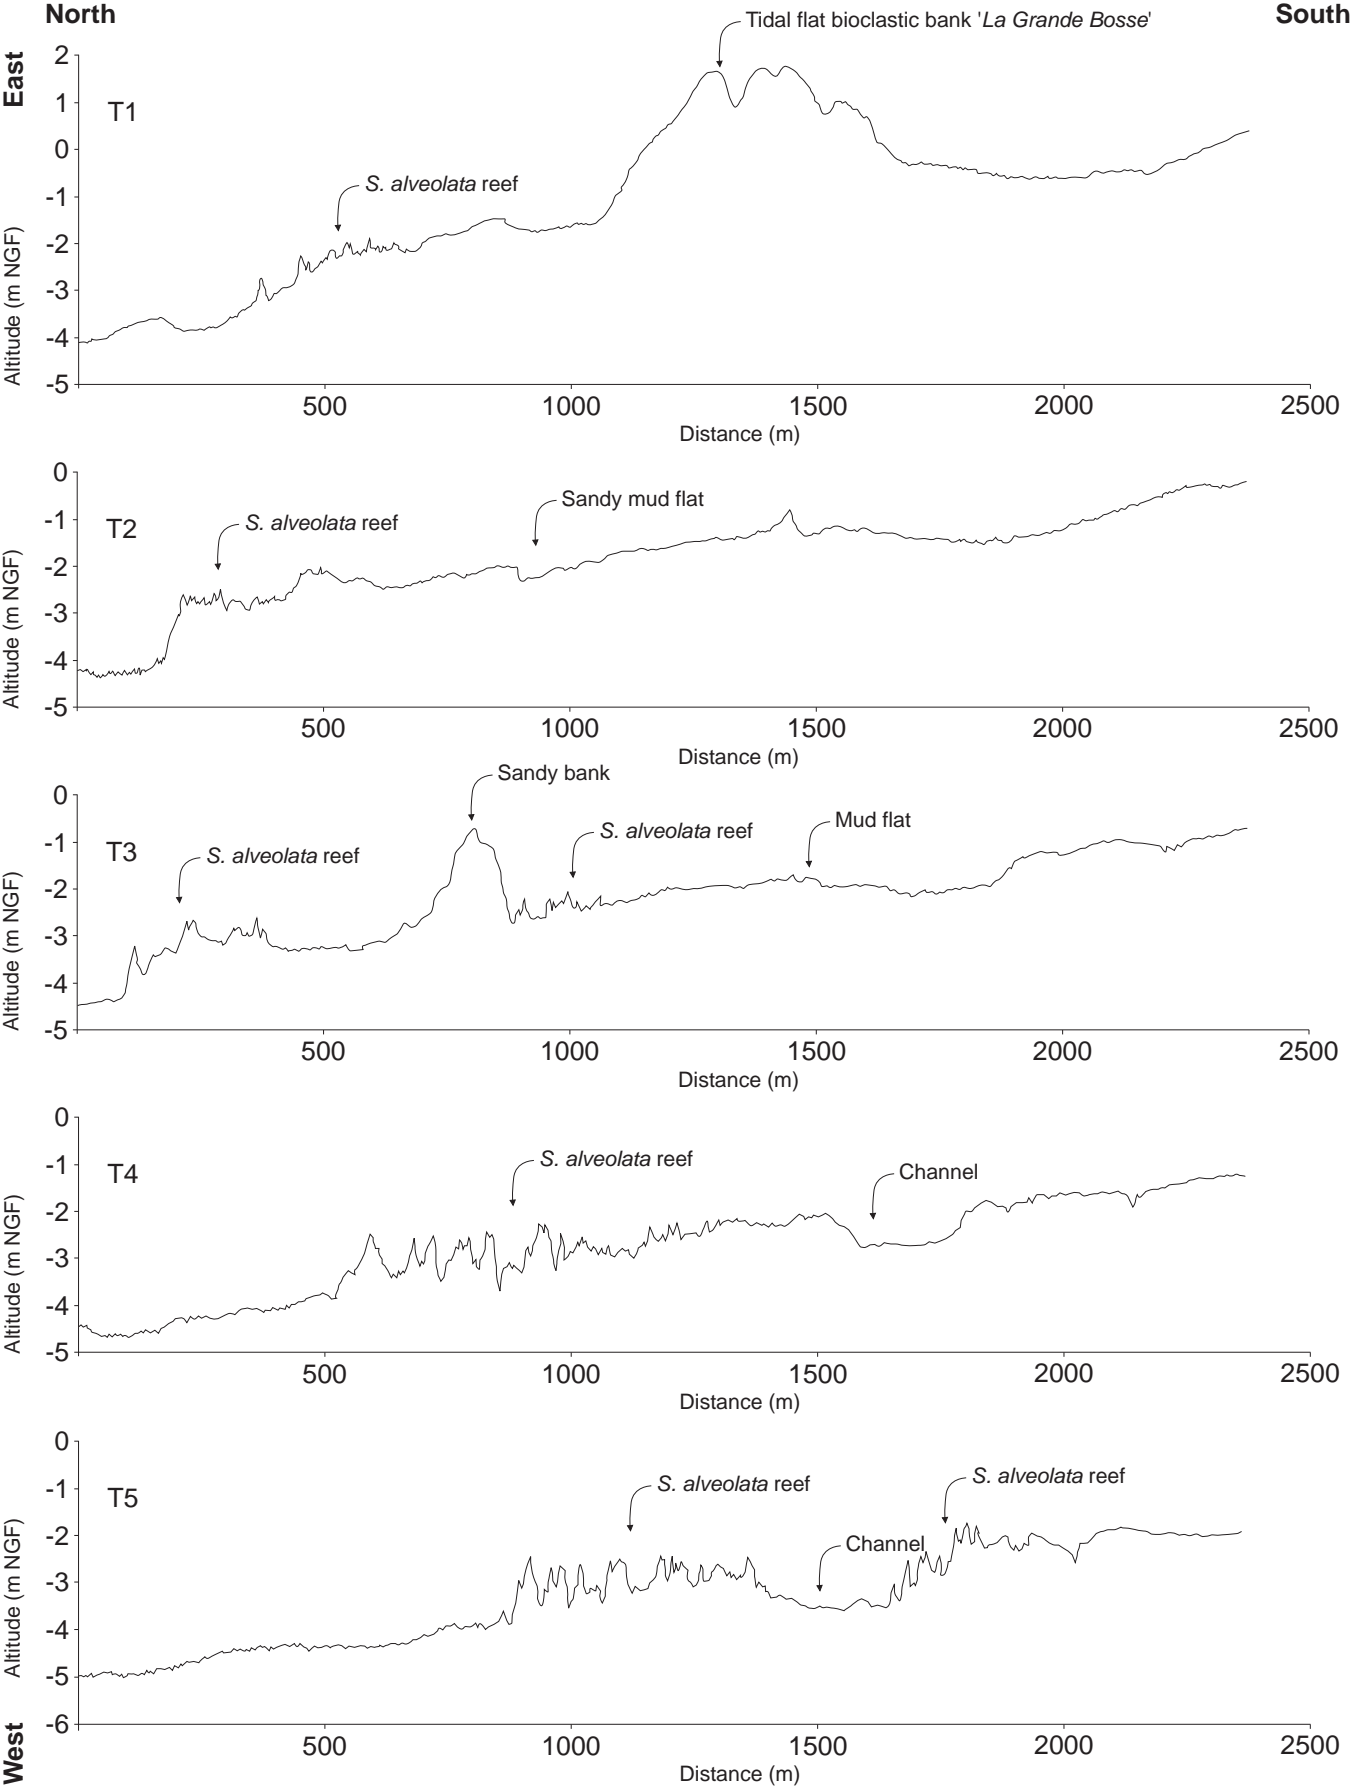 North
South
East
Tidal flat bioclastic bank 'La Grande Bosse'
2
T1
1
0
S. alveolata reef
-1
-2
-3
-4
-5
Altitude (m NGF)
500 1000 1500 2000 2500
Distance (m)
0
Sandy mud flat
T2
S. alveolata reef
-1
-2
-3
-4
-5
Altitude (m NGF)
500 1000 1500 2000 2500
Distance (m)
Sandy bank
0
Mud flat
S. alveolata reef
T3
S. alveolata reef
-1
-2
-3
-4
-5
Altitude (m NGF)
500 1000 1500 2000 2500
Distance (m)
0
S. alveolata reef
-1
T4
Channel
-2
-3
-4
-5
Altitude (m NGF)
500 1000 1500 2000 2500
Distance (m)
0
S. alveolata reef
S. alveolata reef
-1
T5
-2
Channel
-3
-4
-5
-6
Altitude (m NGF)
West
500 1000 1500 2000 2500
Distance (m)